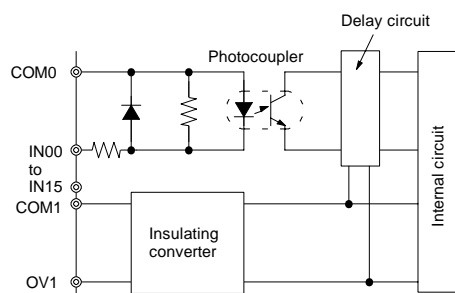 Delay circuit
Photocoupler
COM0
IN00
to
IN15
COM1
OV1
Insulating
converter
Internal circuit